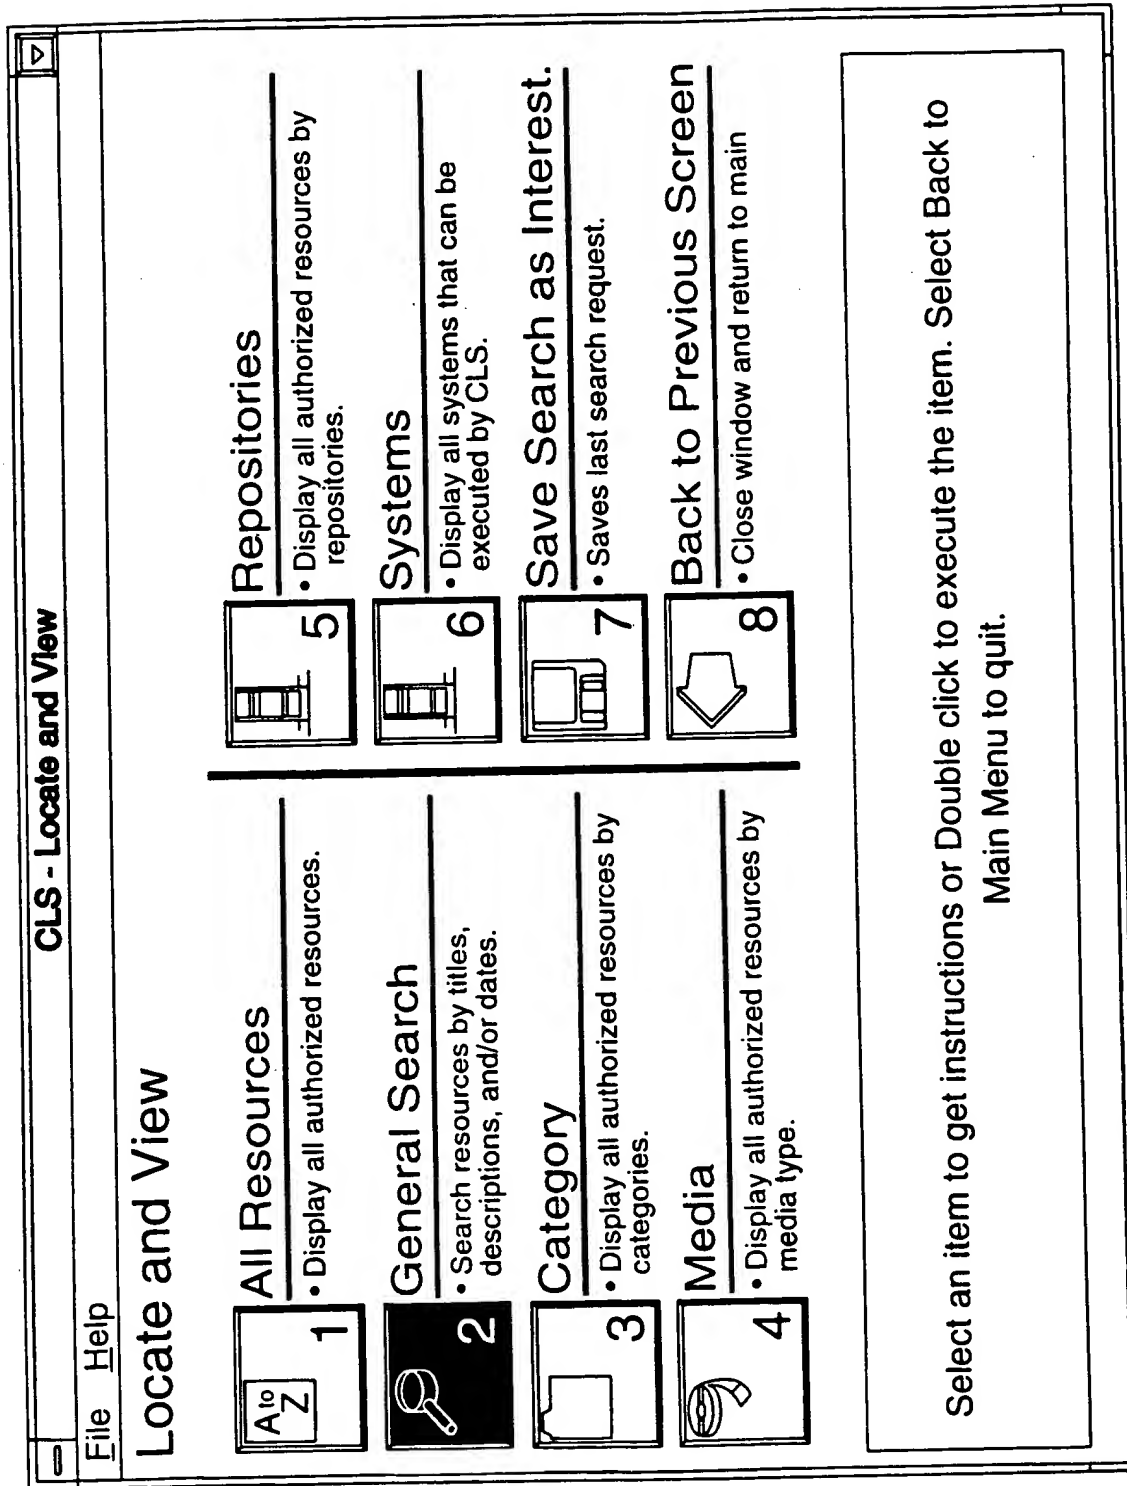 CLS - Locate and View
File Help
Locate and View
A to
Z
1
All Resources
• Display all authorized resources.
2
General Search
• Search resources by titles,
descriptions, and/or dates.
3
Category
• Display all authorized resources by
categories.
4
Media
• Display all authorized resources by
media type.
5
Repositories
• Display all authorized resources by
repositories.
6
Systems
• Display all systems that can be
executed by CLS.
7
Save Search as Interest.
• Saves last search request.
8
Back to Previous Screen
• Close window and return to main
Select an item to get instructions or Double click to execute the item. Select Back to
Main Menu to quit.